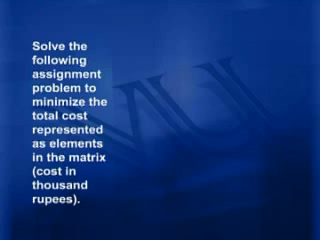 Solve the
following
assignment
problem to
minimize the
total cost
represented
as elements
in the matrix
(cost in
thousand
rupees).